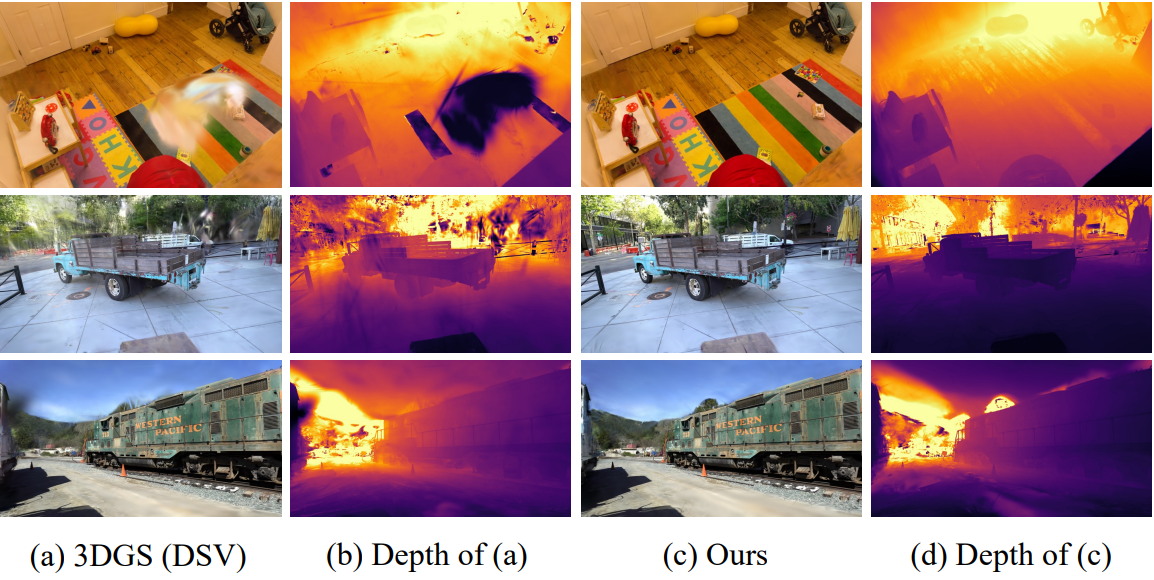 WESTERN
PACIFIC
WESTERN
PACIFIC
(a) 3DGS (DSV)
(b) Depth of (a)
(c) Ours
(d) Depth of (c)